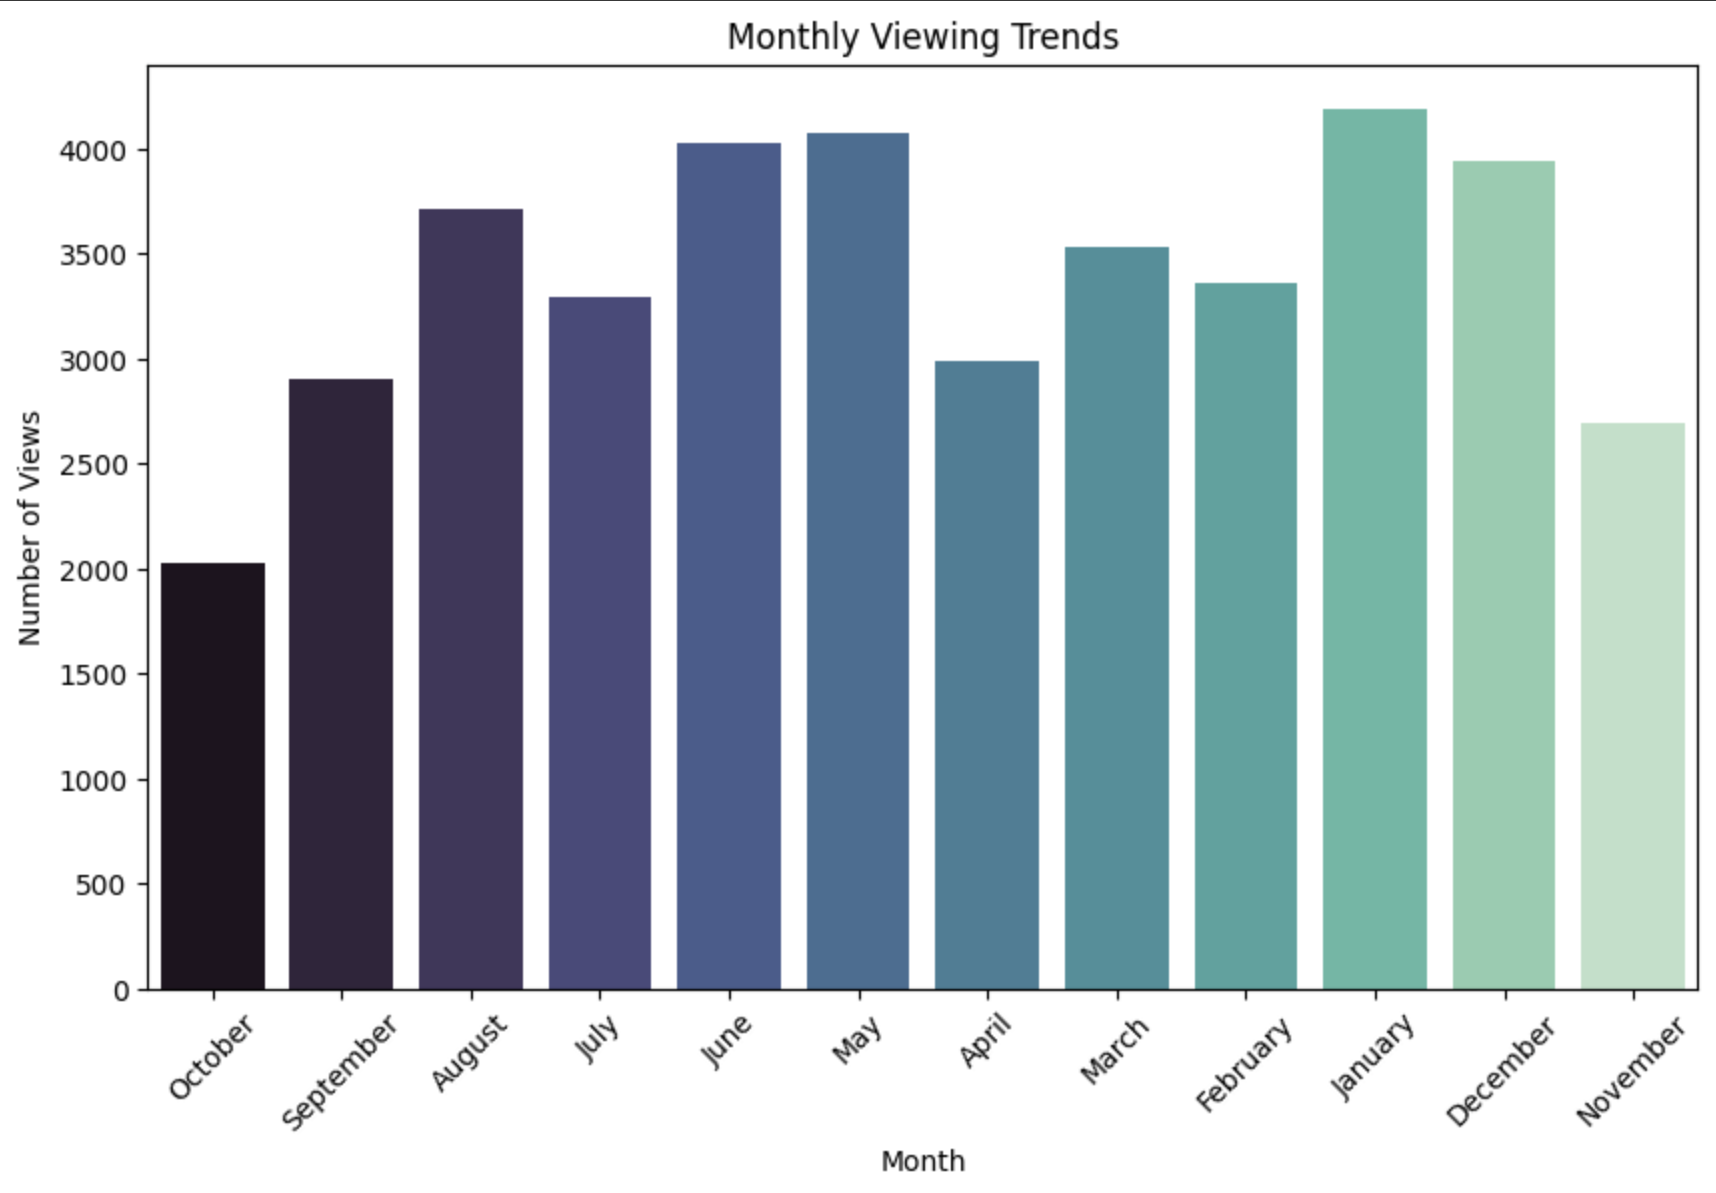 Monthly Viewing Trends
Number of Views
4000
3500
3000
2500
2000
1500
1000
500
0
October
September
August
July
June
May
April
March
February
January
December
November
Month